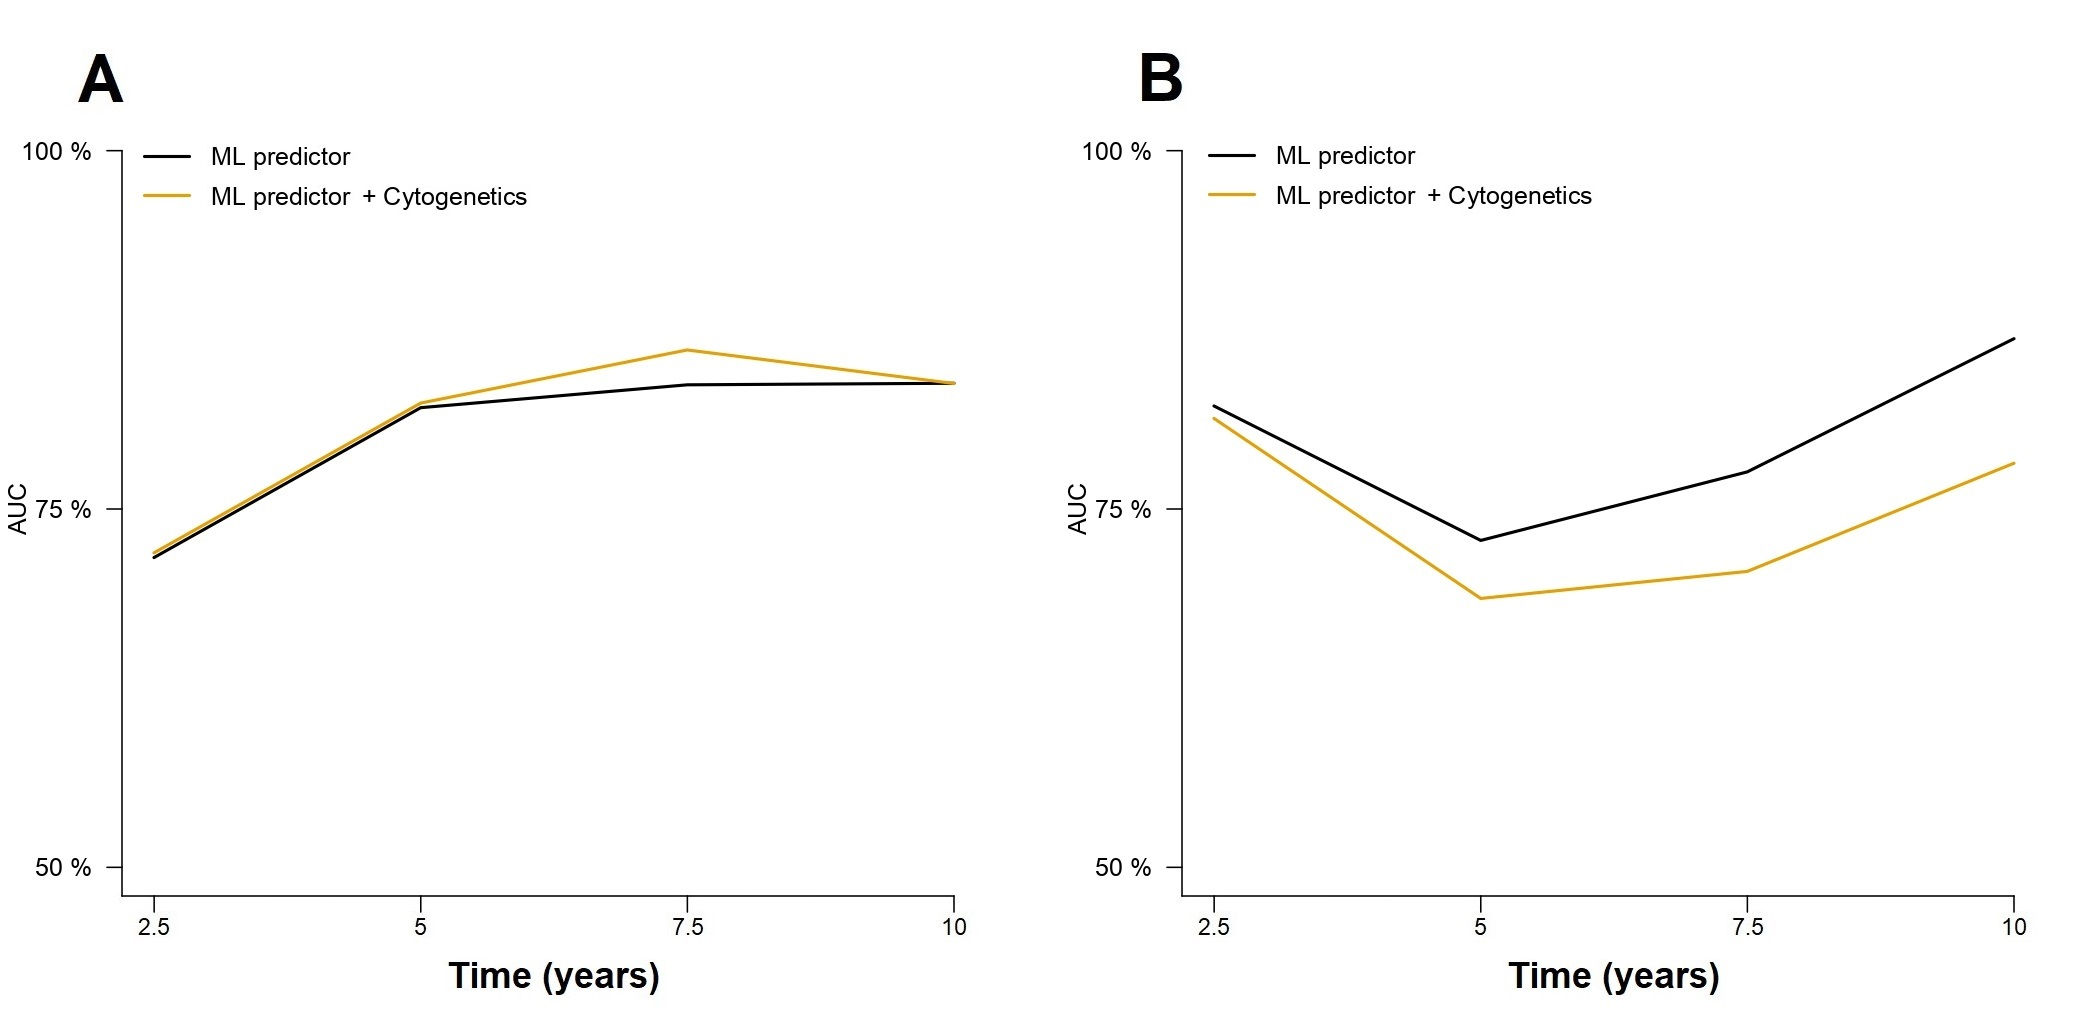 A
100 %
75 %
50 %
AUC
ML predictor
ML predictor + Cytogenetics
2.5 5 7.5 10
Time (years)
B
100 %
75 %
50 %
AUC
ML predictor
ML predictor + Cytogenetics
2.5 5 7.5 10
Time (years)